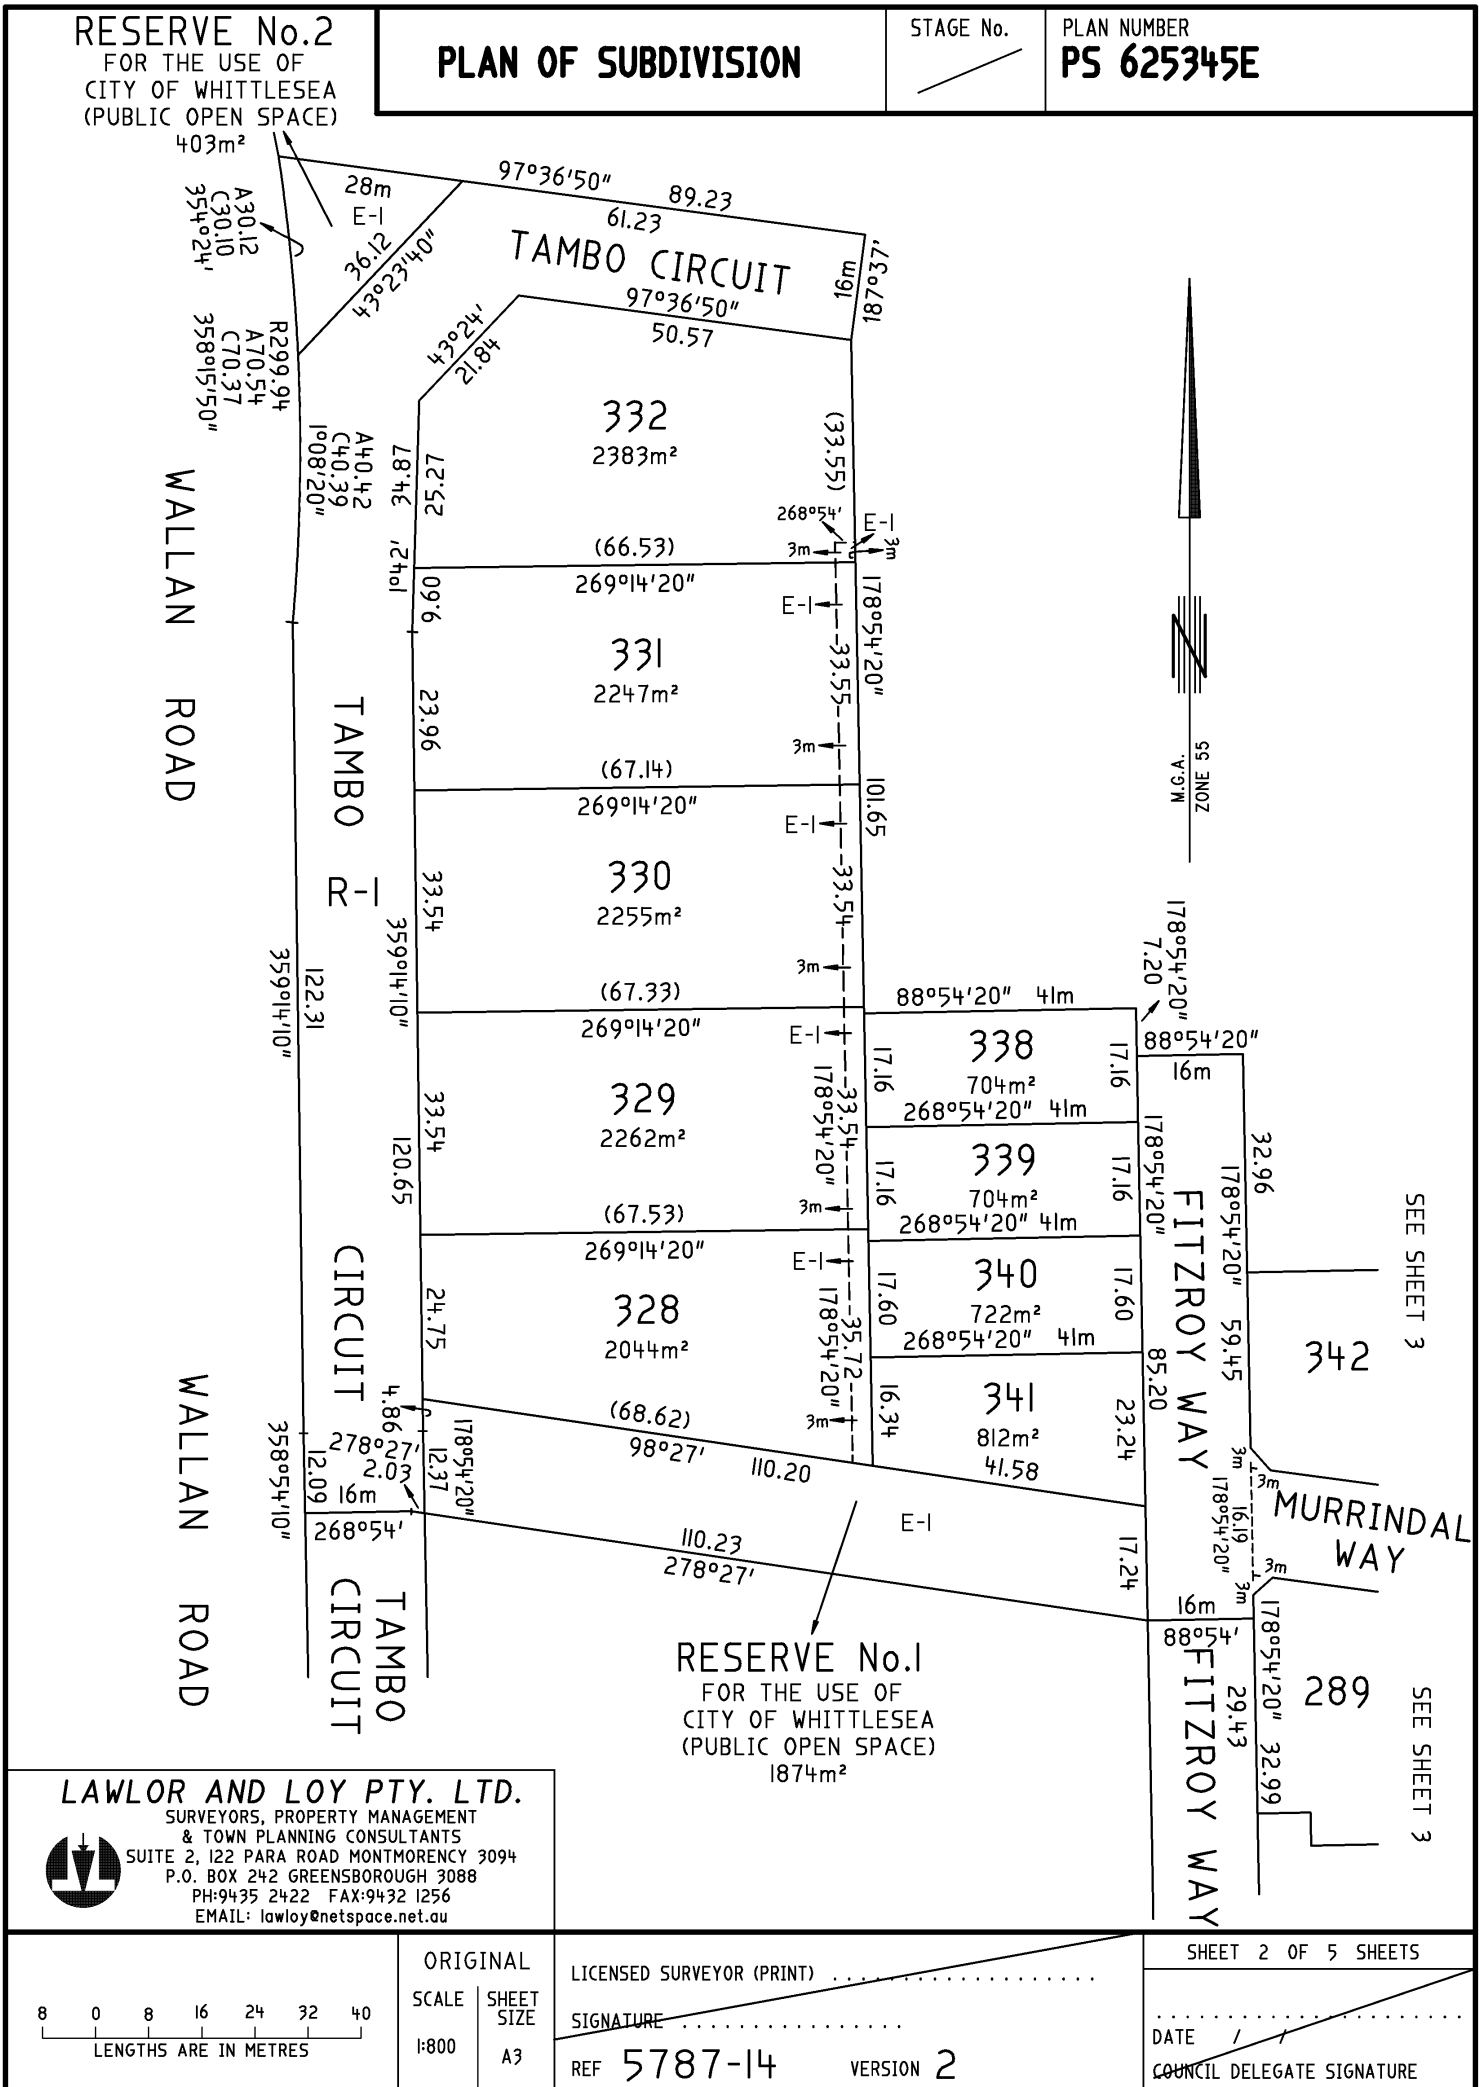 RESERVE No.2
FOR THE USE OF
CITY OF WHITTLESEA
(PUBLIC OPEN SPACE)
403m²
PLAN OF SUBDIVISION
STAGE No.
PLAN NUMBER
PS 625345E
97°36'50" 89.23
28m
E-1
61.23
A30.12
C30.10
354°24'
36.12
43°23'40"
TAMBO CIRCUIT
16m
187°37'
97°36'50"
50.57
43°24'
21.84
R299.94
A70.54
C70.37
358°15'50"
A40.42
C40.39
1°08'20"
34.87
25.27
1°42'
9.60
332
2383m²
(33.55)
268°54'
E-1
3m
3m
(66.53)
269°14'20"
E-1
178°54'20"
331
2247m²
33.55
23.96
3m
(67.14)
269°14'20"
E-1
101.65
330
2255m²
33.54
33.54
3m
(67.33)
269°14'20"
E-1
329
2262m²
33.54
33.54
178°54'20"
3m
(67.53)
269°14'20"
E-1
328
2044m²
24.75
35.72
178°54'20"
3m
(68.62)
98°27'
110.20
WALLAN ROAD
TAMBO
R-1
CIRCUIT
359°14'10"
122.31
359°14'10"
120.65
WALLAN ROAD
358°54'10"
12.09
4.86
278°27'
2.03
16m
268°54'
12.37
178°54'20"
TAMBO
CIRCUIT
M.G.A.
ZONE 55
N
88°54'20" 41m
178°54'20"
7.20
88°54'20"
16m
338
704m²
17.16
17.16
268°54'20" 41m
339
704m²
17.16
17.16
178°54'20"
268°54'20" 41m
340
722m²
17.60
17.60
268°54'20" 41m
341
812m²
16.34
23.24
85.20
41.58
FITZROY WAY
32.96
178°54'20"
59.45
SEE SHEET 3
342
3m
3m
16.19
178°54'20"
MURRINDAL
WAY
3m
3m
E-1
110.23
278°27'
17.24
16m
88°54'
RESERVE No.1
FOR THE USE OF
CITY OF WHITTLESEA
(PUBLIC OPEN SPACE)
1874m²
FITZROY WAY
178°54'20"
29.43
32.99
289
SEE SHEET 3
LAWLOR AND LOY PTY. LTD.
SURVEYORS, PROPERTY MANAGEMENT
& TOWN PLANNING CONSULTANTS
SUITE 2, 122 PARA ROAD MONTMORENCY 3094
P.O. BOX 242 GREENSBOROUGH 3088
PH:9435 2422 FAX:9432 1256
EMAIL: lawloy@netspace.net.au
8 0 8 16 24 32 40
LENGTHS ARE IN METRES
ORIGINAL
SCALE
1:800
SHEET
SIZE
A3
LICENSED SURVEYOR (PRINT) ....................
SIGNATURE ................
REF 5787-14 VERSION 2
SHEET 2 OF 5 SHEETS
DATE / /
COUNCIL DELEGATE SIGNATURE